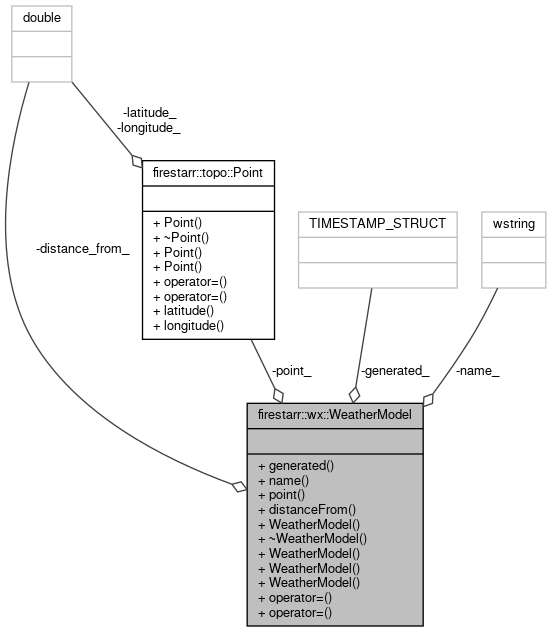 double
-latitude_
-longitude_
firestarr::topo::Point
+ Point()
+ ~Point()
+ Point()
+ Point()
+ operator=()
+ operator=()
+ latitude()
+ longitude()
TIMESTAMP_STRUCT
wstring
-distance_from_
-point_
-generated_
-name_
firestarr::wx::WeatherModel
+ generated()
+ name()
+ point()
+ distanceFrom()
+ WeatherModel()
+ ~WeatherModel()
+ WeatherModel()
+ WeatherModel()
+ WeatherModel()
+ operator=()
+ operator=()